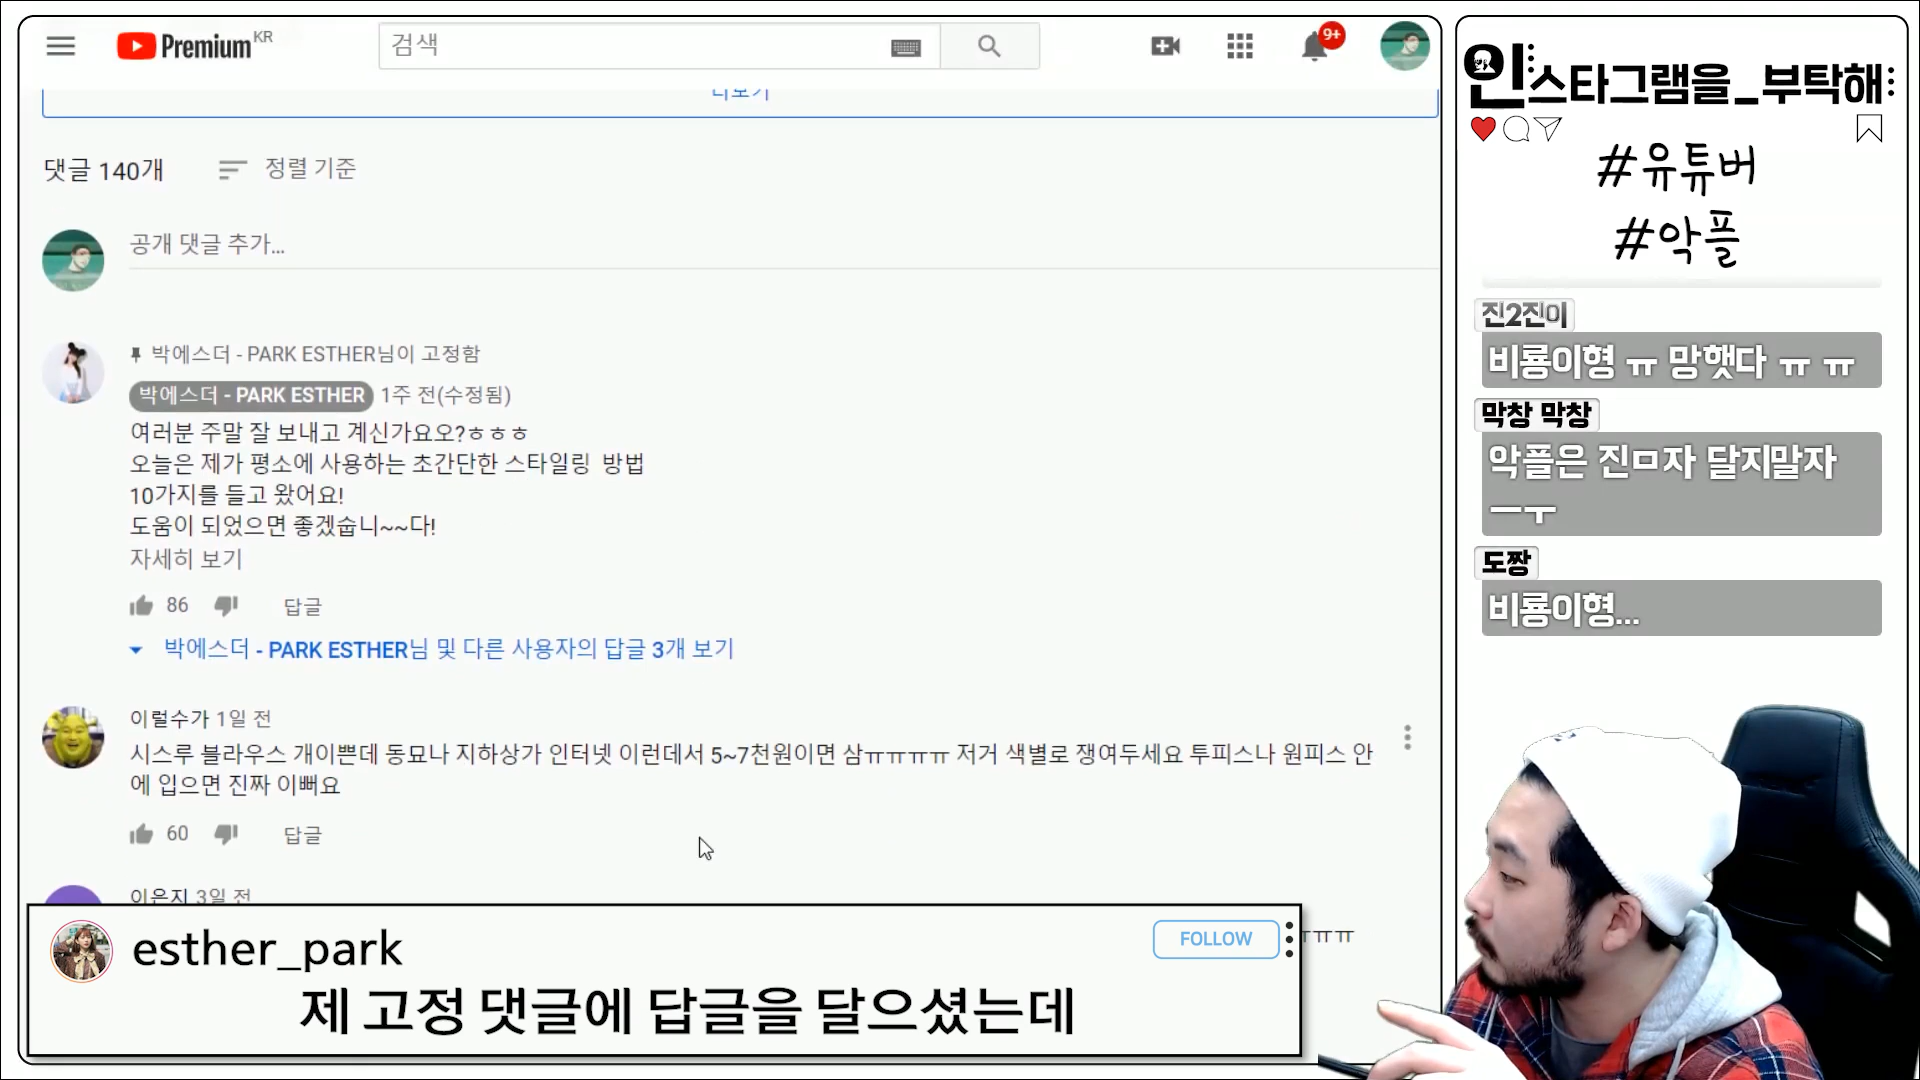 Premium KR
검색
9+
더보기
댓글 140개
정렬 기준
공개 댓글 추가...
박에스더 - PARK ESTHER님이 고정함
박에스더 - PARK ESTHER 1주 전(수정됨)
여러분 주말 잘 보내고 계신가요오?ㅎㅎㅎ
오늘은 제가 평소에 사용하는 초간단한 스타일링 방법
10가지를 들고 왔어요!
도움이 되었으면 좋겠숩니~~다!
자세히 보기
86 답글
박에스더 - PARK ESTHER님 및 다른 사용자의 답글 3개 보기
이럴수가 1일 전
시스루 블라우스 개이쁜데 동묘나 지하상가 인터넷 이런데서 5~7천원이면 삼ㅠㅠㅠㅠ 저거 색별로 쟁여두세요 투피스나 원피스 안
에 입으면 진짜 이뻐요
60 답글
이은지 3일 전
ㅠㅠㅠ
esther_park
FOLLOW
제 고정 댓글에 답글을 달으셨는데
인스타그램을_부탁해
#유튜버
#악플
진2진이
비룡이형 ㅠ 망햇다 ㅠ ㅠ
막창 막창
악플은 진ㅁ자 달지말자
ㅡㅜ
도짱
비룡이형...